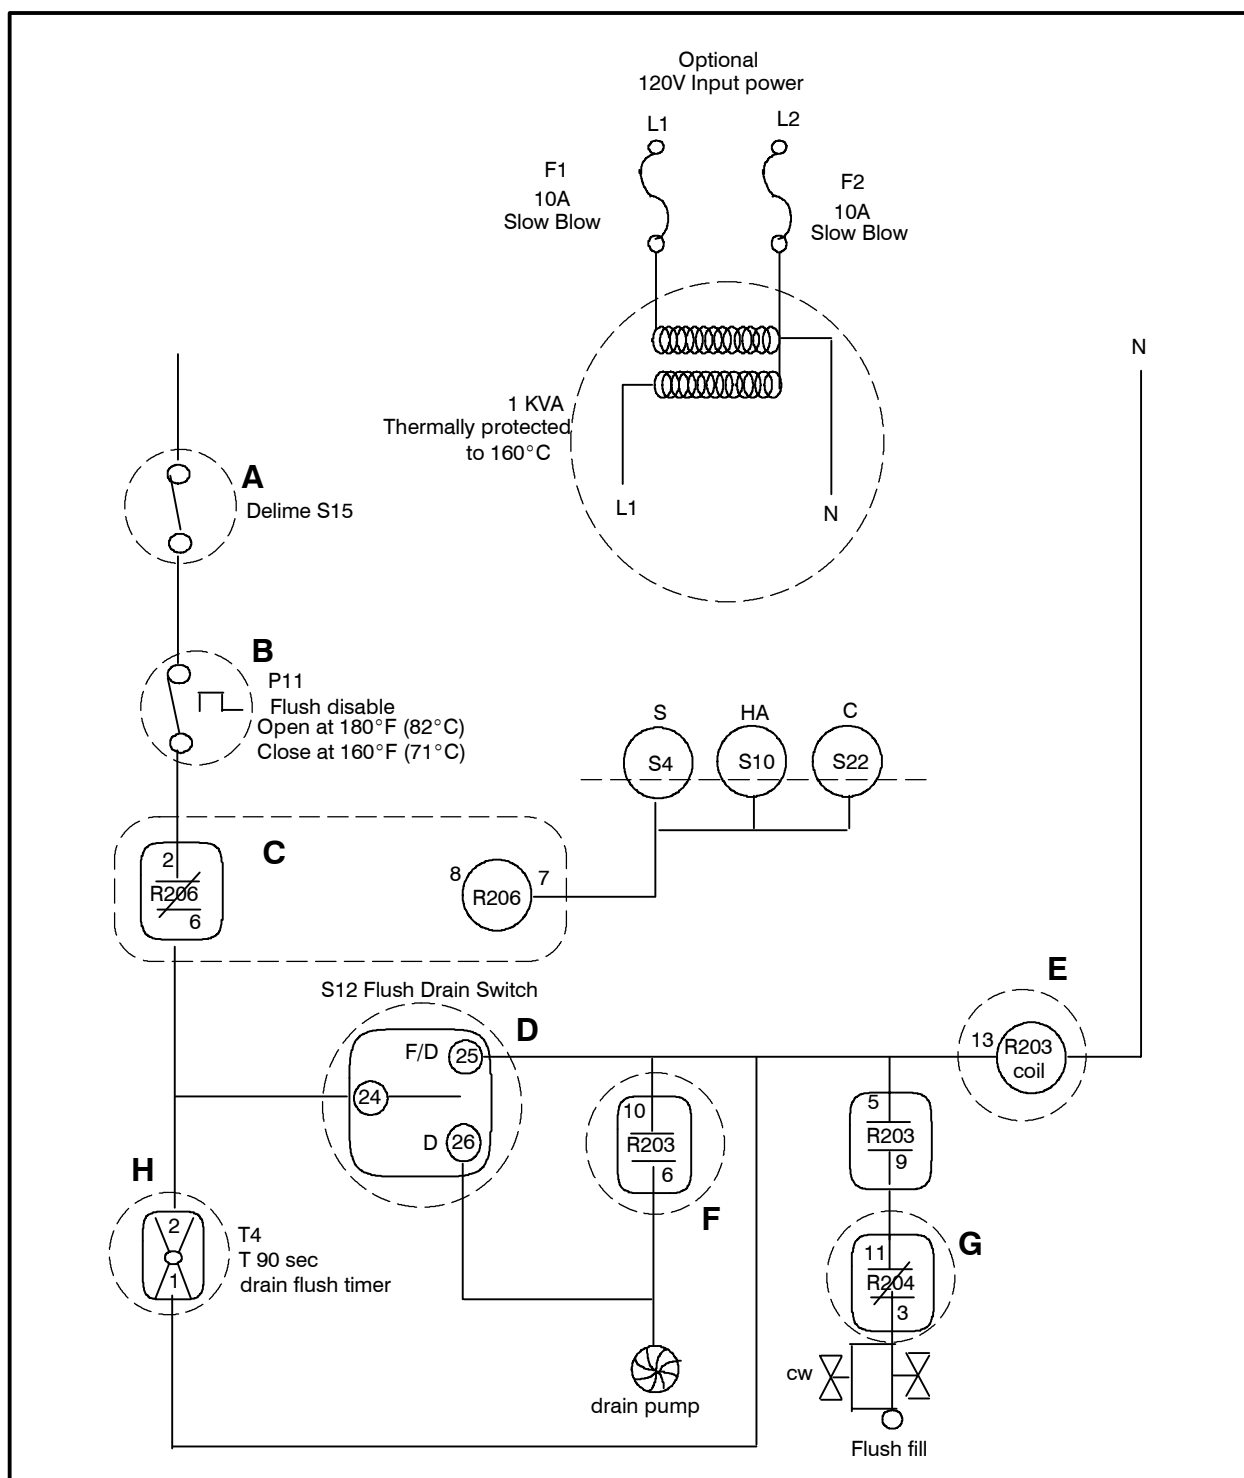 Optional
120V Input power
L1
L2
F1
10A
Slow Blow
F2
10A
Slow Blow
N
1 KVA
Thermally protected
to 160°C
L1
N
A
Delime S15
B
P11
Flush disable
Open at 180°F (82°C)
Close at 160°F (71°C)
S
HA
C
S4
S10
S22
C
2
R206
6
8
R206
7
S12 Flush Drain Switch
D
F/D
25
24
D
26
E
13
R203
coil
10
R203
6
F
5
R203
9
H
2
1
T4
T 90 sec
drain flush timer
G
11
R204
3
cw
drain pump
Flush fill